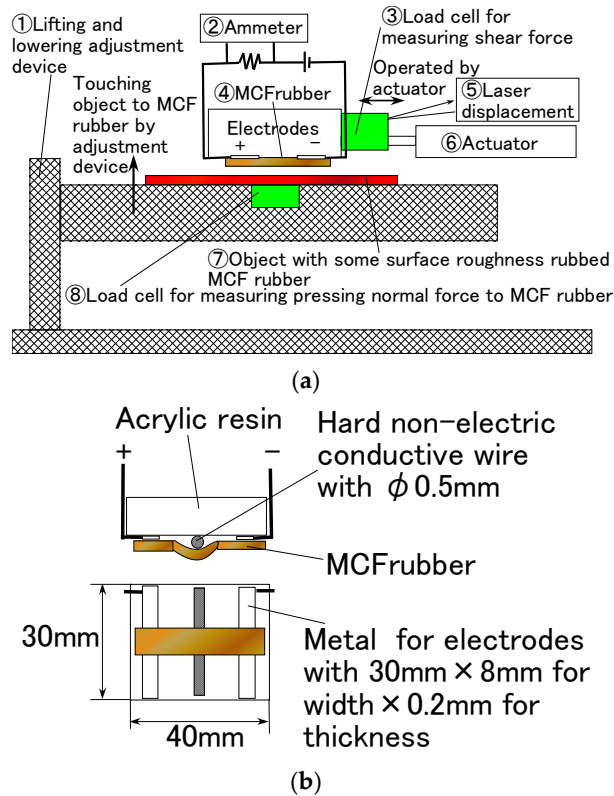 ①Lifting and
lowering adjustment
device
②Ammeter
③Load cell for
measuring shear force
Touching
object to MCF
rubber by
adjustment
device
④MCFrubber
Operated by
actuator
⑤Laser
displacement
Electrodes
+ −
⑥Actuator
⑦Object with some surface roughness rubbed
MCF rubber
⑧Load cell for measuring pressing normal force to MCF rubber
(a)
Acrylic resin
Hard non-electric
conductive wire
with φ0.5mm
+ −
MCFrubber
30mm
Metal for electrodes
with 30mm×8mm for
width×0.2mm for
thickness
40mm
(b)